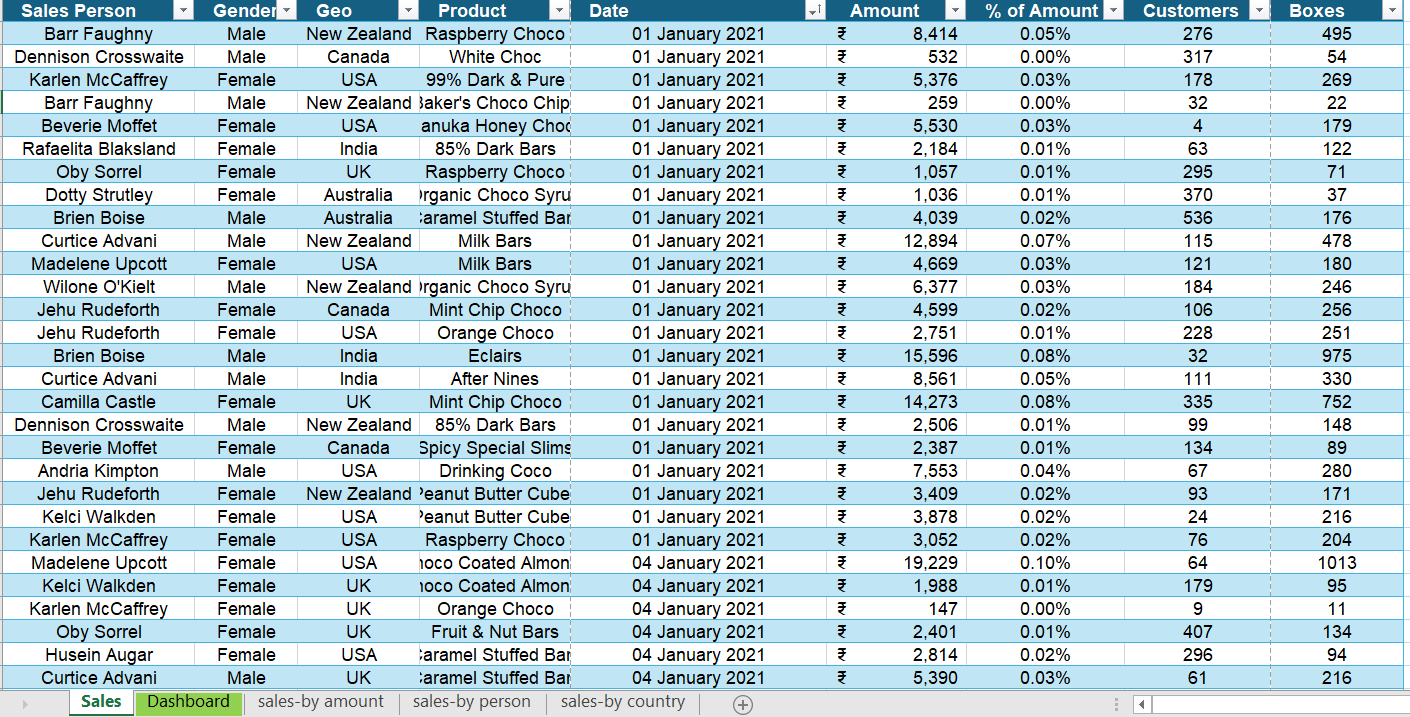 Sales Person Gender Geo Product Date Amount % of Amount Customers Boxes
Barr Faughny Male New Zealand Raspberry Choco 01 January 2021 ₹ 8,414 0.05% 276 495
Dennison Crosswaite Male Canada White Choc 01 January 2021 ₹ 532 0.00% 317 54
Karlen McCaffrey Female USA 99% Dark & Pure 01 January 2021 ₹ 5,376 0.03% 178 269
Barr Faughny Male New Zealand Baker's Choco Chip 01 January 2021 ₹ 259 0.00% 32 22
Beverie Moffet Female USA anuka Honey Choc 01 January 2021 ₹ 5,530 0.03% 4 179
Rafaelita Blaksland Female India 85% Dark Bars 01 January 2021 ₹ 2,184 0.01% 63 122
Oby Sorrel Female UK Raspberry Choco 01 January 2021 ₹ 1,057 0.01% 295 71
Dotty Strutley Female Australia Organic Choco Syru 01 January 2021 ₹ 1,036 0.01% 370 37
Brien Boise Male Australia Caramel Stuffed Bar 01 January 2021 ₹ 4,039 0.02% 536 176
Curtice Advani Male New Zealand Milk Bars 01 January 2021 ₹ 12,894 0.07% 115 478
Madelene Upcott Female USA Milk Bars 01 January 2021 ₹ 4,669 0.03% 121 180
Wilone O'Kielt Male New Zealand Organic Choco Syru 01 January 2021 ₹ 6,377 0.03% 184 246
Jehu Rudeforth Female Canada Mint Chip Choco 01 January 2021 ₹ 4,599 0.02% 106 256
Jehu Rudeforth Female USA Orange Choco 01 January 2021 ₹ 2,751 0.01% 228 251
Brien Boise Male India Eclairs 01 January 2021 ₹ 15,596 0.08% 32 975
Curtice Advani Male India After Nines 01 January 2021 ₹ 8,561 0.05% 111 330
Camilla Castle Female UK Mint Chip Choco 01 January 2021 ₹ 14,273 0.08% 335 752
Dennison Crosswaite Male New Zealand 85% Dark Bars 01 January 2021 ₹ 2,506 0.01% 99 148
Beverie Moffet Female Canada Spicy Special Slims 01 January 2021 ₹ 2,387 0.01% 134 89
Andria Kimpton Male USA Drinking Coco 01 January 2021 ₹ 7,553 0.04% 67 280
Jehu Rudeforth Female New Zealand Peanut Butter Cube 01 January 2021 ₹ 3,409 0.02% 93 171
Kelci Walkden Female USA Peanut Butter Cube 01 January 2021 ₹ 3,878 0.02% 24 216
Karlen McCaffrey Female USA Raspberry Choco 01 January 2021 ₹ 3,052 0.02% 76 204
Madelene Upcott Female USA hoco Coated Almon 04 January 2021 ₹ 19,229 0.10% 64 1013
Kelci Walkden Female UK hoco Coated Almon 04 January 2021 ₹ 1,988 0.01% 179 95
Karlen McCaffrey Female UK Orange Choco 04 January 2021 ₹ 147 0.00% 9 11
Oby Sorrel Female UK Fruit & Nut Bars 04 January 2021 ₹ 2,401 0.01% 407 134
Husein Augar Female USA Caramel Stuffed Bar 04 January 2021 ₹ 2,814 0.02% 296 94
Curtice Advani Male UK Caramel Stuffed Bar 04 January 2021 ₹ 5,390 0.03% 61 216
Sales Dashboard sales-by amount sales-by person sales-by country